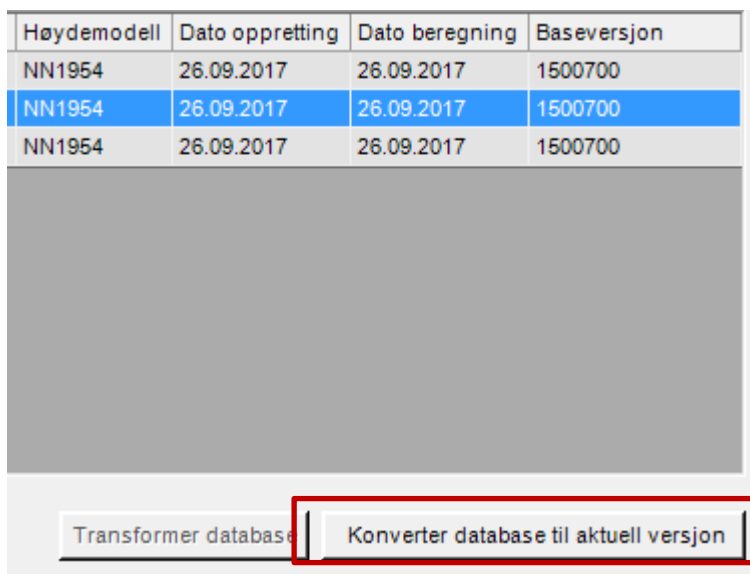 Høydemodell Dato oppretting Dato beregning Baseversjon
NN1954 26.09.2017 26.09.2017 1500700
NN1954 26.09.2017 26.09.2017 1500700
NN1954 26.09.2017 26.09.2017 1500700
Transformer database Konverter database til aktuell versjon